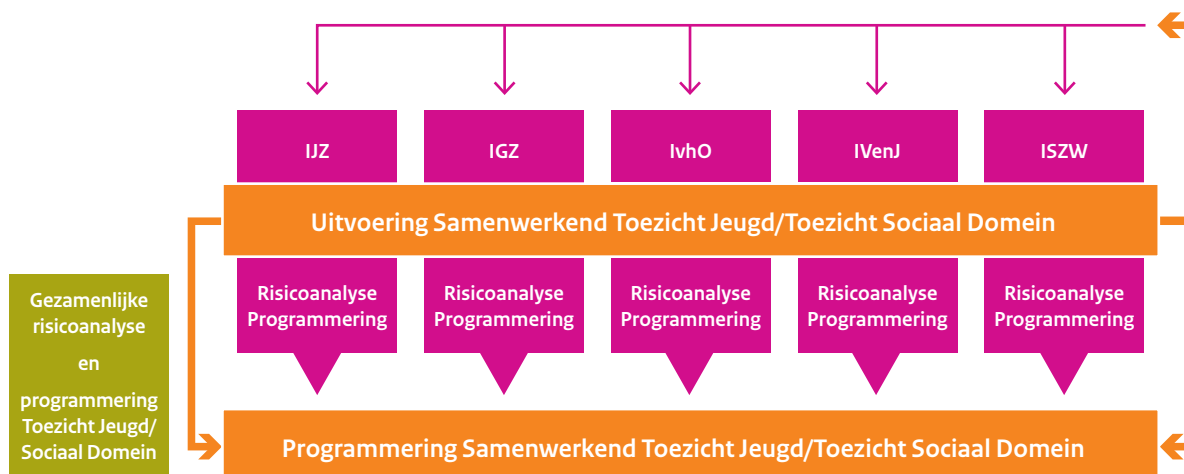 IJZ
IGZ
IvhO
IVenJ
ISZW
Uitvoering Samenwerkend Toezicht Jeugd/Toezicht Sociaal Domein
Gezamenlijke
risicoanalyse
en
programmering
Toezicht Jeugd/
Sociaal Domein
Risicoanalyse
Programmering
Risicoanalyse
Programmering
Risicoanalyse
Programmering
Risicoanalyse
Programmering
Risicoanalyse
Programmering
Programmering Samenwerkend Toezicht Jeugd/Toezicht Sociaal Domein